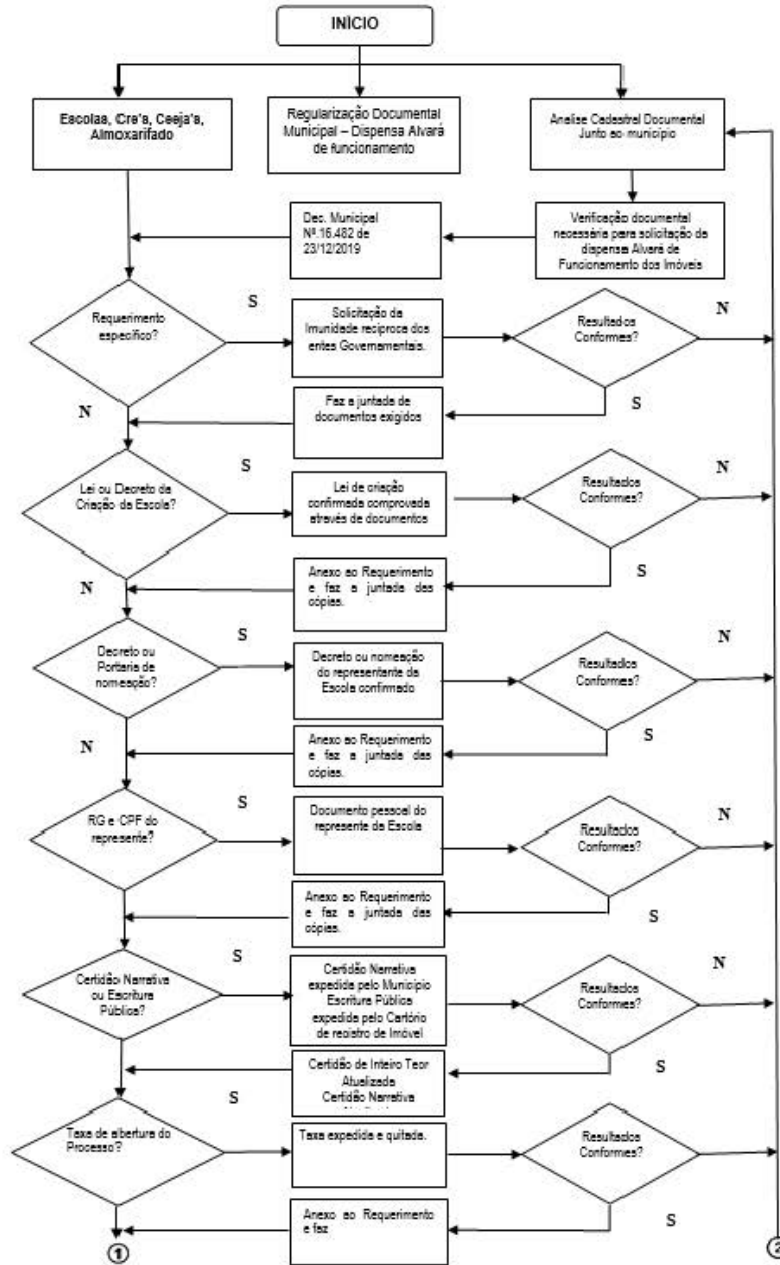 INÍCIO
Escolas, Cre's, Ceeja's,
Almoxarifado
Regularização Documental
Municipal – Dispensa Alvará
de funcionamento
Analise Cadastral Documental
Junto ao município
Dec. Municipal
Nº.16.482 de
23/12/2019
Verificação documental
necessária para solicitação da
dispensa Alvará de
Funcionamento dos Imóveis
Requerimento
específico?
S
Solicitação da
Imunidade reciproca dos
entes Governamentais.
Resultados
Conformes?
N
N
Faz a juntada de
documentos exigidos
S
Lei ou Decreto da
Criação da Escola?
S
Lei de criação
confirmada comprovada
através de documentos
Resultados
Conformes?
N
N
Anexo ao Requerimento
e faz a juntada das
cópias.
S
Decreto ou
Portaria de
nomeação?
S
Decreto ou nomeação
do representante da
Escola confirmado
Resultados
Conformes?
N
N
Anexo ao Requerimento
e faz a juntada das
cópias.
S
RG e CPF do
represente?
S
Documento pessoal do
represente da Escola
Resultados
Conformes?
N
Anexo ao Requerimento
e faz a juntada das
cópias.
S
Certidão Narrativa
ou Escritura
Pública?
S
Certidão Narrativa
expedida pelo Município
Escritura Pública
expedida pelo Cartório
de registro de Imóvel
Resultados
Conformes?
N
Certidão de Inteiro Teor
Atualizada
Certidão Narrativa
S
Taxa de abertura do
Processo?
S
Taxa expedida e quitada.
Resultados
Conformes?
Anexo ao Requerimento
e faz
S
1
2